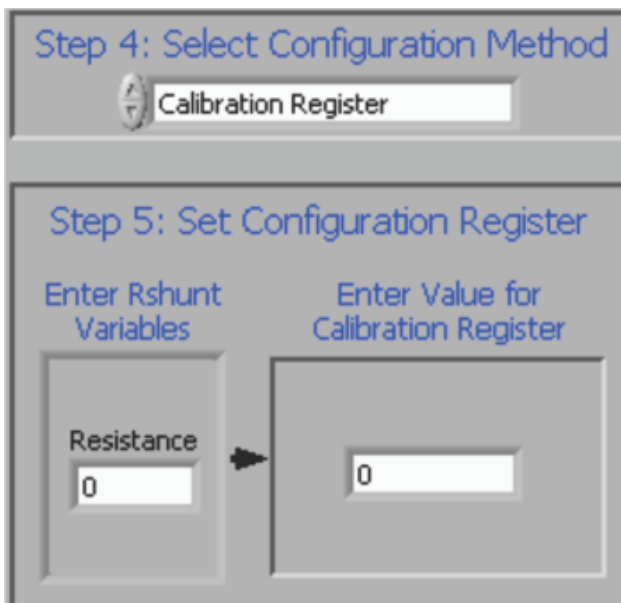 Step 4: Select Configuration Method
Calibration Register
Step 5: Set Configuration Register
Enter Rshunt
Variables
Enter Value for
Calibration Register
Resistance
0
0